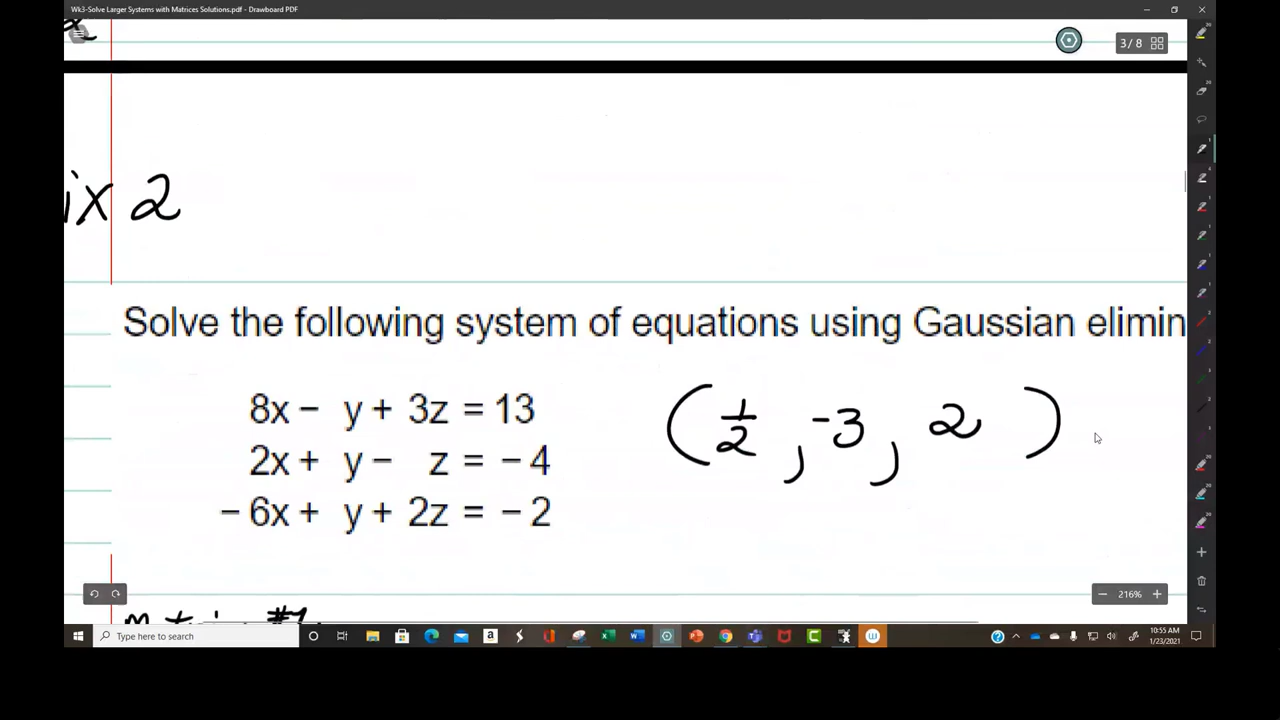 Wk3-Solve Larger Systems with Matrices Solutions.pdf - Drawboard PDF
3/8
ix 2
Solve the following system of equations using Gaussian elimin
8x - y + 3z = 13
2x + y - z = -4
-6x + y + 2z = -2
(1/2, -3, 2)
216%
Type here to search
10:55 AM
1/23/2021